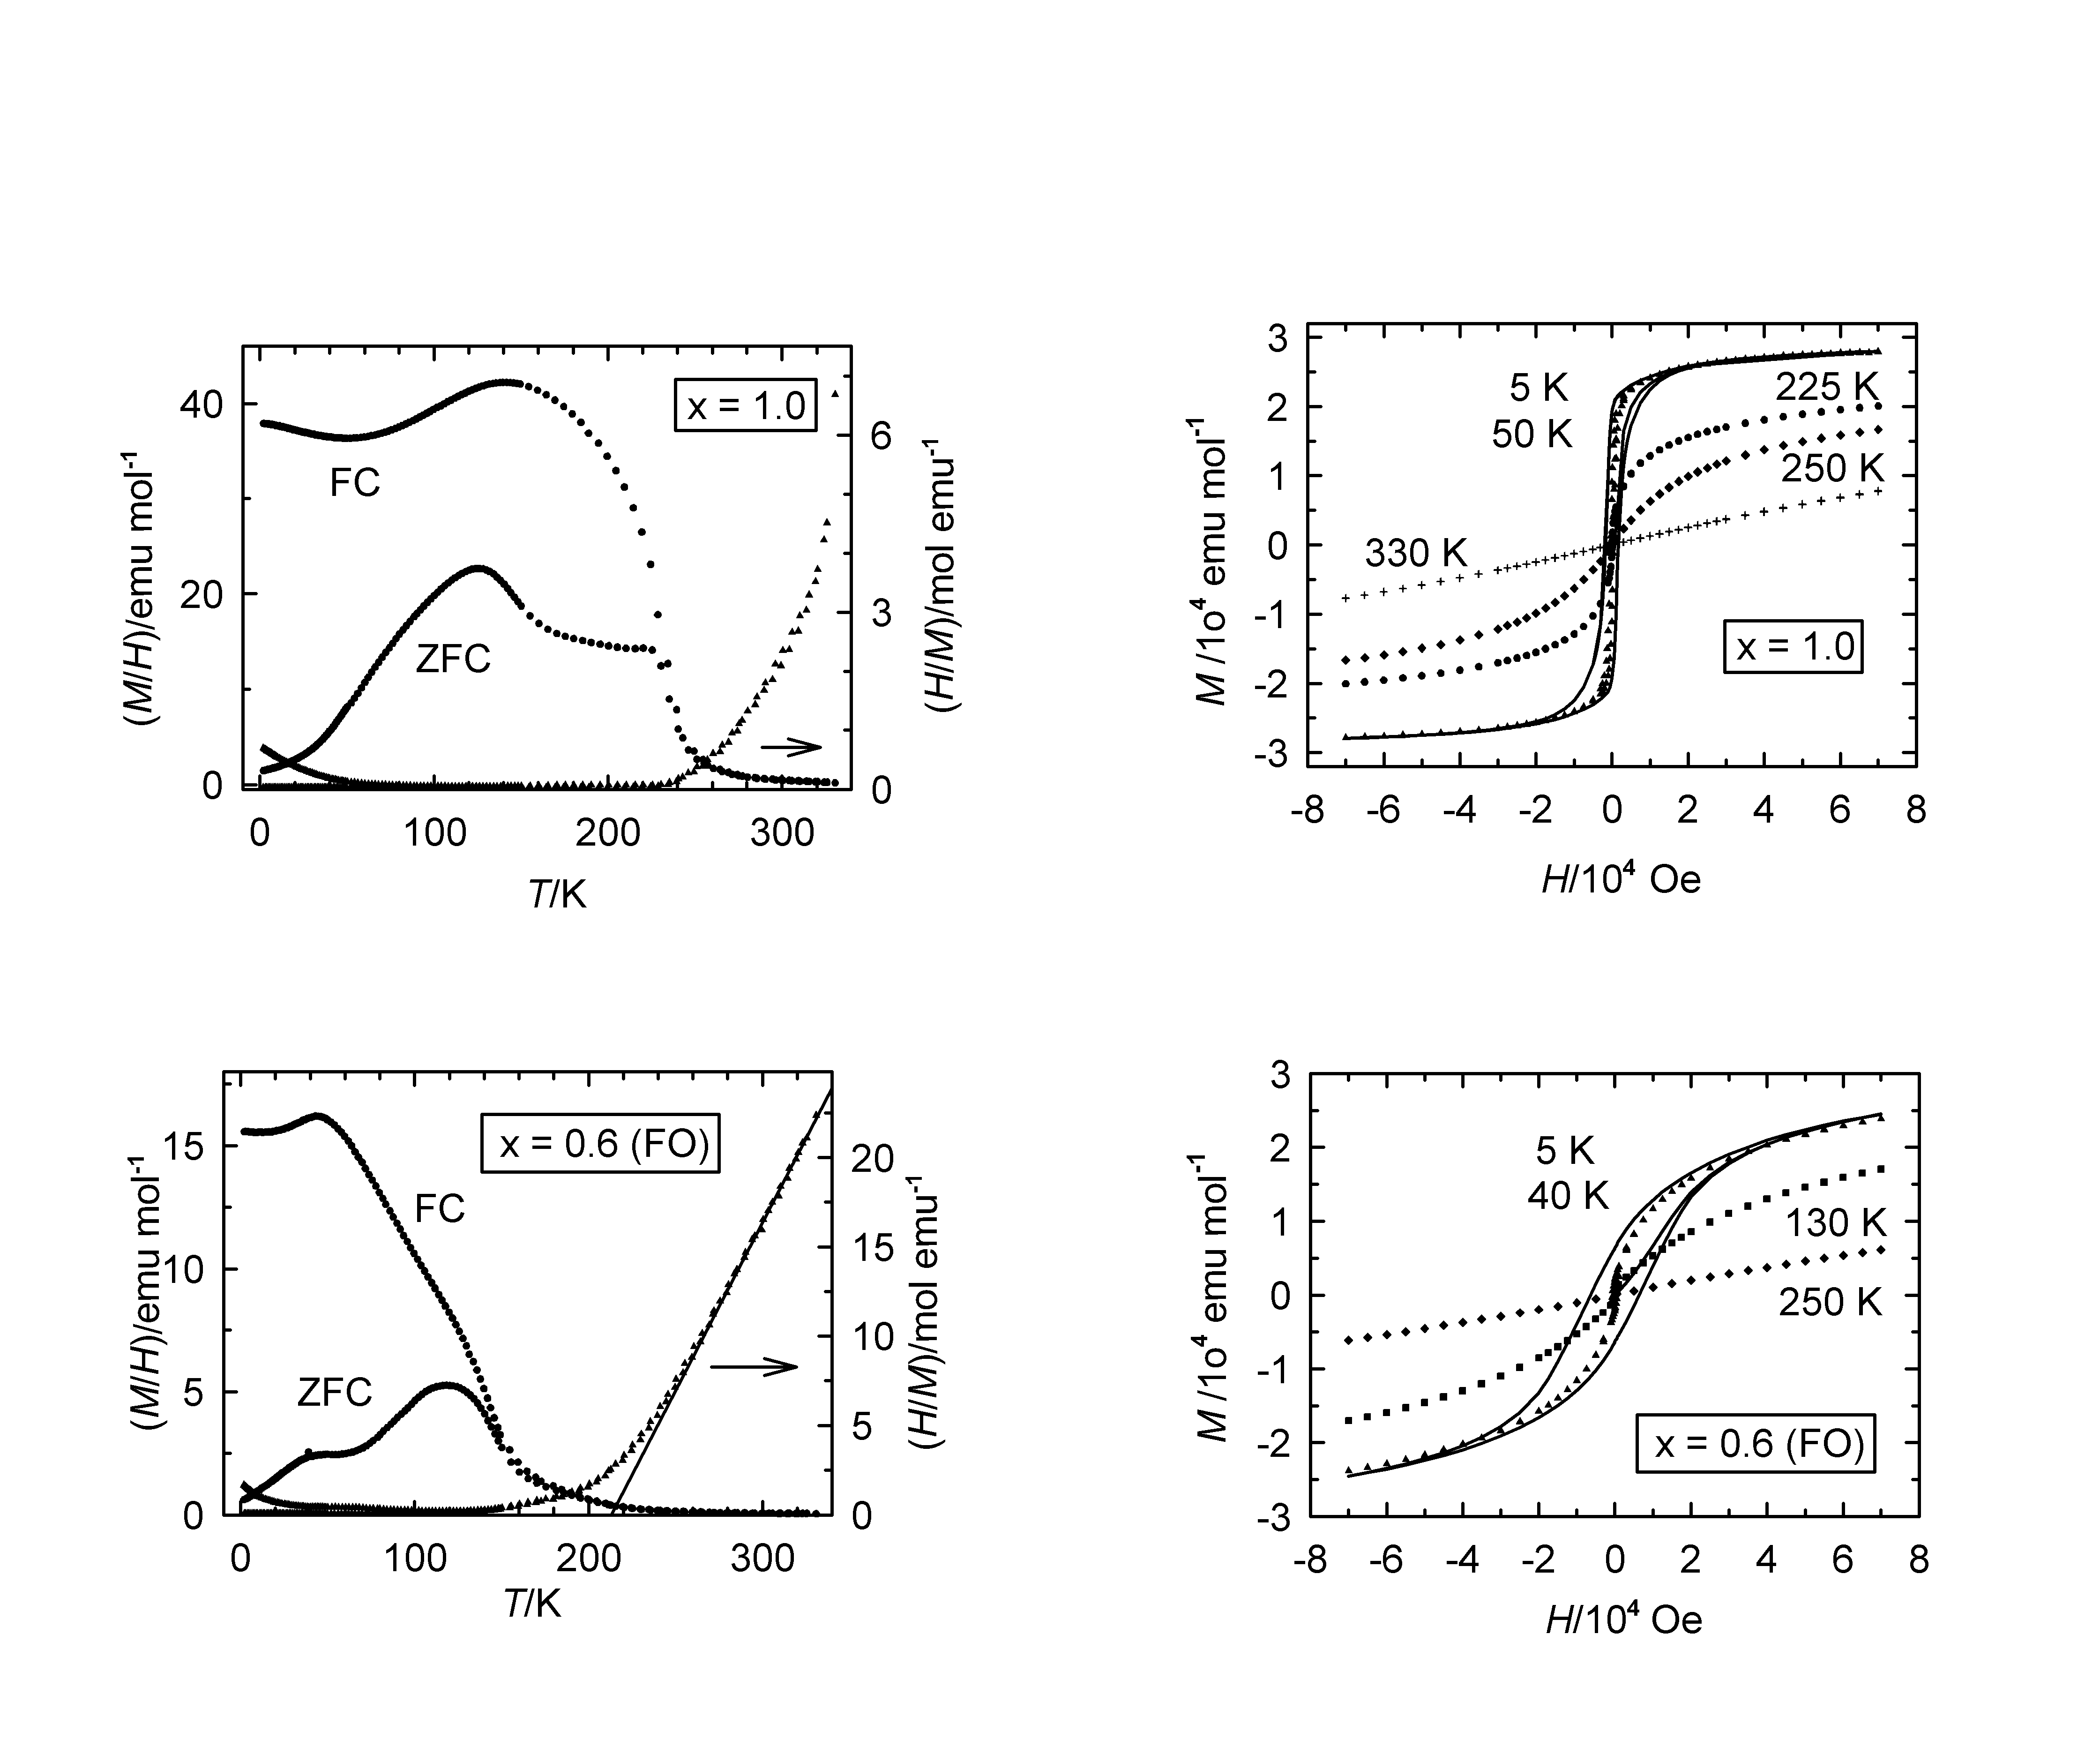 40
20
0
(M/H)/emu mol-1
x = 1.0
FC
ZFC
6
3
0
(H/M)/mol emu-1
0 100 200 300
T/K
3
2
1
0
-1
-2
-3
M /1o4 emu mol-1
5 K
50 K
225 K
250 K
330 K
x = 1.0
-8 -6 -4 -2 0 2 4 6 8
H/104 Oe
15
10
5
0
(M/H)/emu mol-1
x = 0.6 (FO)
FC
ZFC
20
15
10
5
0
(H/M)/mol emu-1
0 100 200 300
T/K
3
2
1
0
-1
-2
-3
M /1o4 emu mol-1
5 K
40 K
130 K
250 K
x = 0.6 (FO)
-8 -6 -4 -2 0 2 4 6 8
H/104 Oe